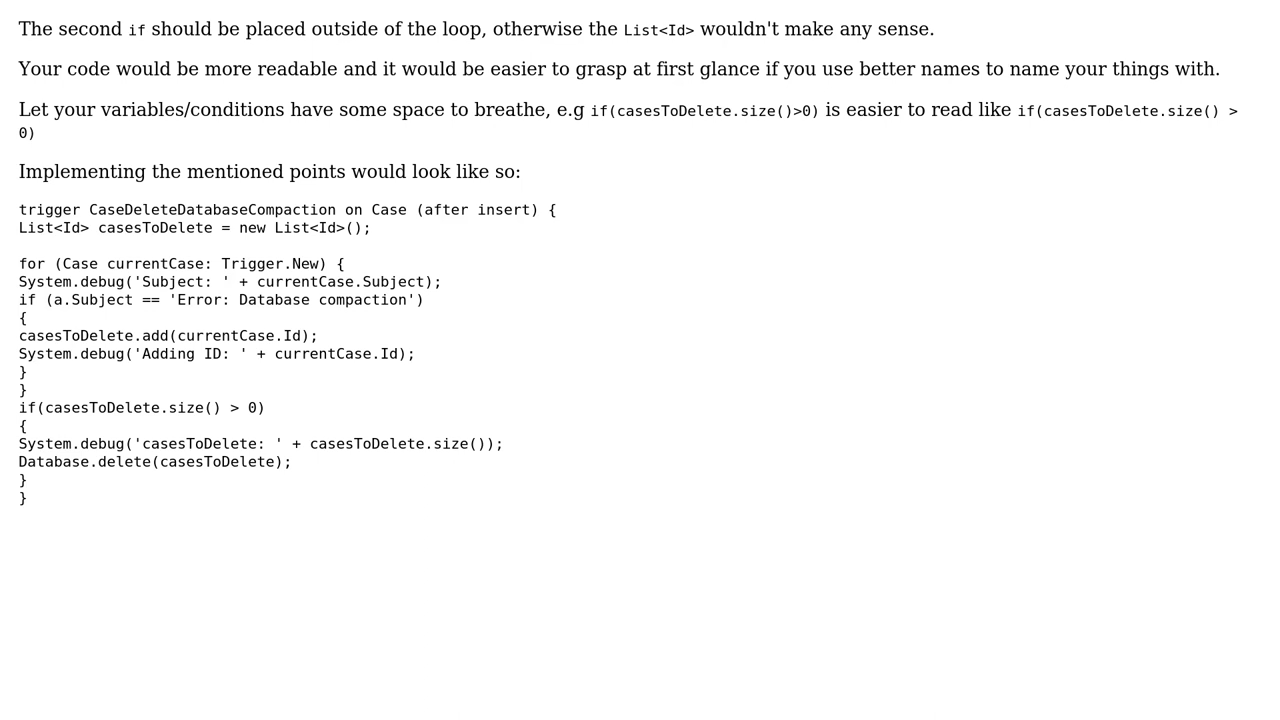 The second if should be placed outside of the loop, otherwise the List<Id> wouldn't make any sense.
Your code would be more readable and it would be easier to grasp at first glance if you use better names to name your things with.
Let your variables/conditions have some space to breathe, e.g if(casesToDelete.size()>0) is easier to read like if(casesToDelete.size() >
0)
Implementing the mentioned points would look like so:
trigger CaseDeleteDatabaseCompaction on Case (after insert) {
List<Id> casesToDelete = new List<Id>();
for (Case currentCase: Trigger.New) {
System.debug('Subject: ' + currentCase.Subject);
if (a.Subject == 'Error: Database compaction')
{
casesToDelete.add(currentCase.Id);
System.debug('Adding ID: ' + currentCase.Id);
}
}
if(casesToDelete.size() > 0)
{
System.debug('casesToDelete: ' + casesToDelete.size());
Database.delete(casesToDelete);
}
}